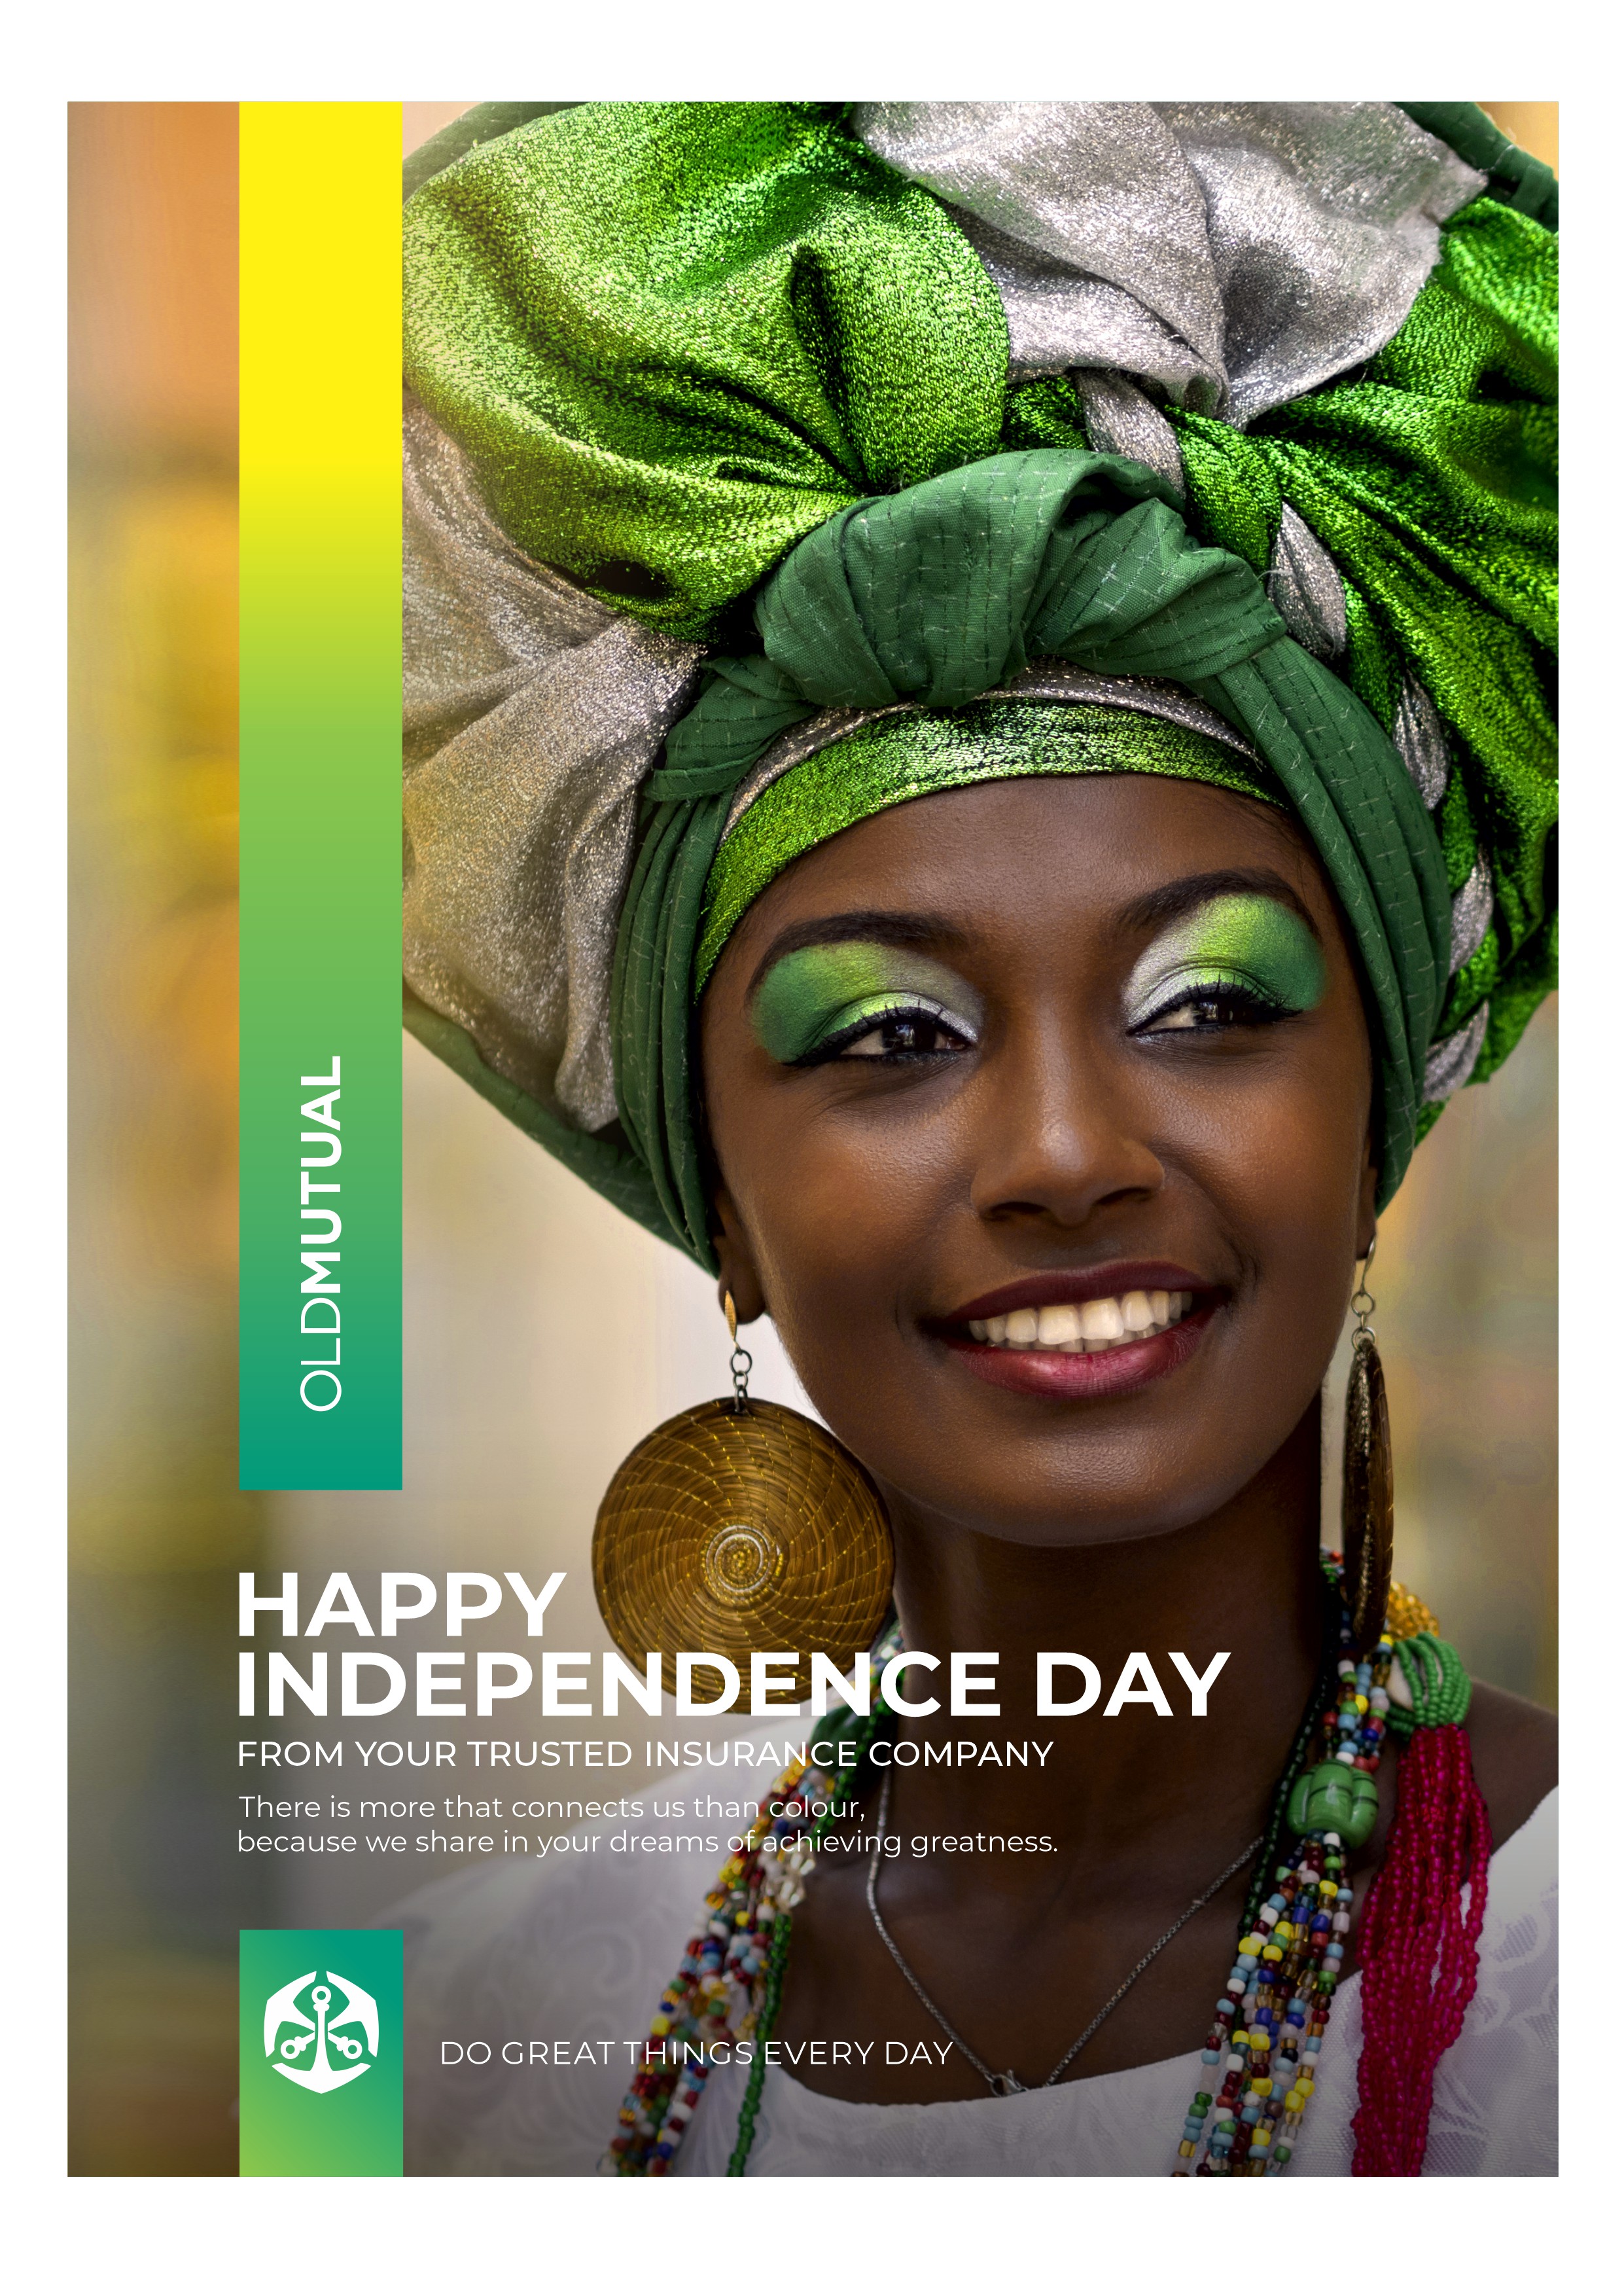 OLDMUTUAL
HAPPY
INDEPENDENCE DAY
FROM YOUR TRUSTED INSURANCE COMPANY
There is more that connects us than colour,
because we share in your dreams of achieving greatness.
DO GREAT THINGS EVERY DAY